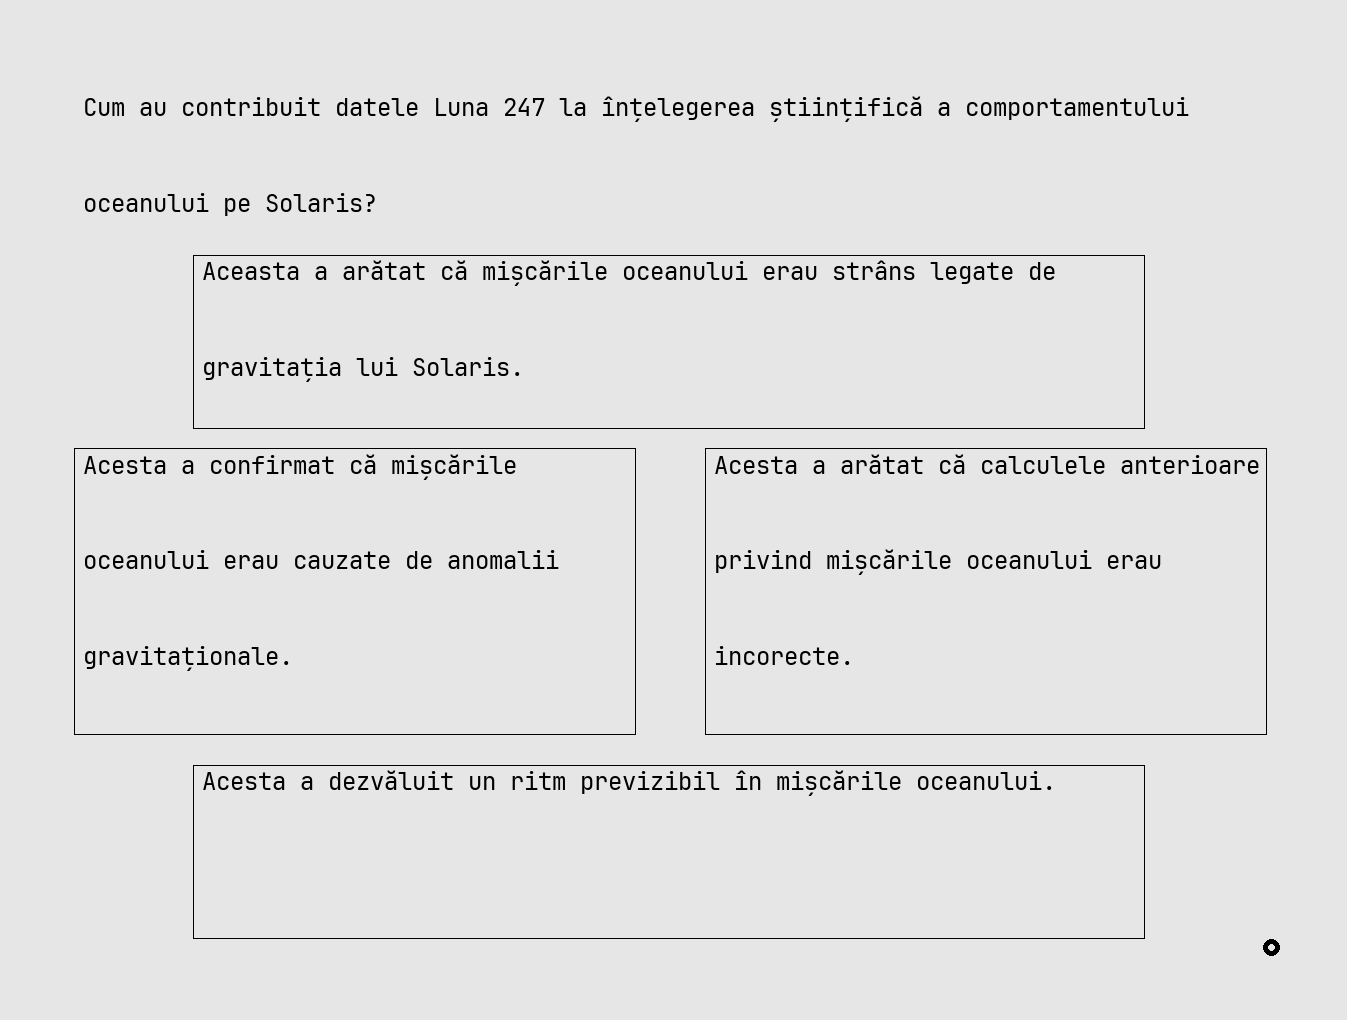 Cum au contribuit datele Luna 247 la înțelegerea științifică a comportamentului
oceanului pe Solaris?
Aceasta a arătat că mișcările oceanului erau strâns legate de
gravitația lui Solaris.
Acesta a confirmat că mișcările
oceanului erau cauzate de anomalii
gravitaționale.
Acesta a arătat că calculele anterioare
privind mișcările oceanului erau
incorecte.
Acesta a dezvăluit un ritm previzibil în mișcările oceanului.